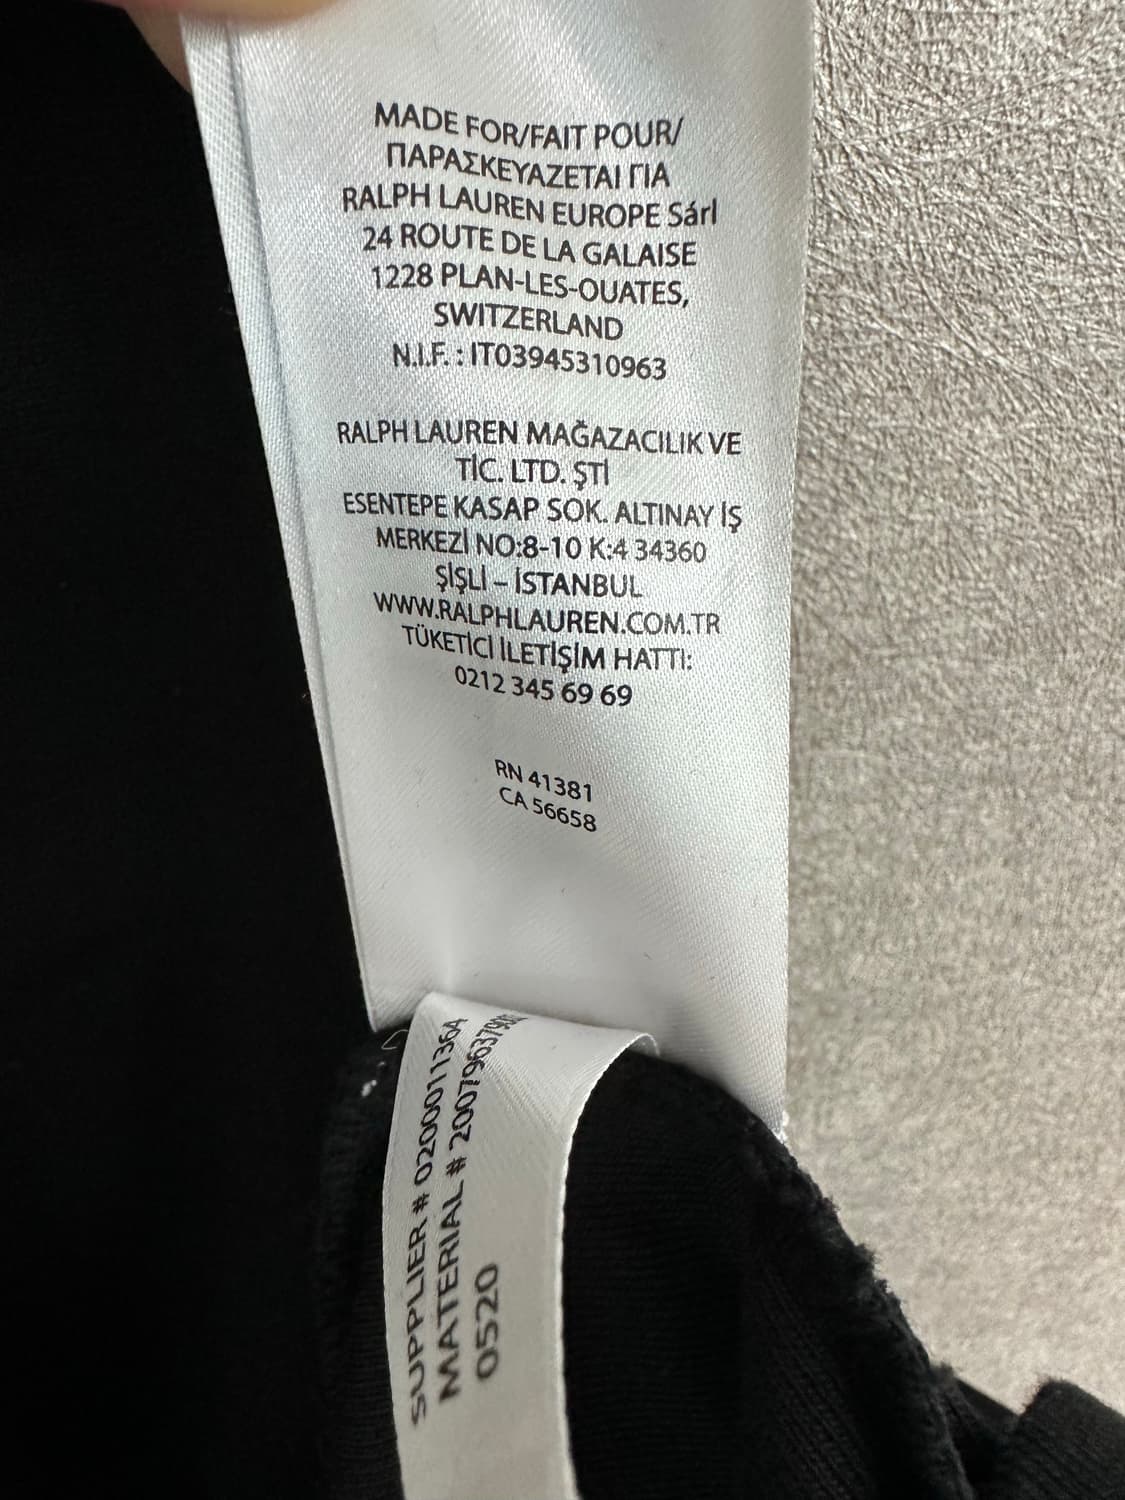 MADE FOR/FAIT POUR/
ΠΑΡΑΣΚΕΥΑΖΕΤΑΙ ΓΙΑ
RALPH LAUREN EUROPE Sárl
24 ROUTE DE LA GALAISE
1228 PLAN-LES-OUATES,
SWITZERLAND
N.I.F. : IT03945310963
RALPH LAUREN MAĞAZACILIK VE
TİC. LTD. ŞTİ
ESENTEPE KASAP SOK. ALTINAY İŞ
MERKEZİ NO:8-10 K:4 34360
ŞİŞLİ – İSTANBUL
WWW.RALPHLAUREN.COM.TR
TÜKETİCİ İLETİŞİM HATTI:
0212 345 69 69
RN 41381
CA 56658
SUPPLIER # 0200011364
MATERIAL #
0520